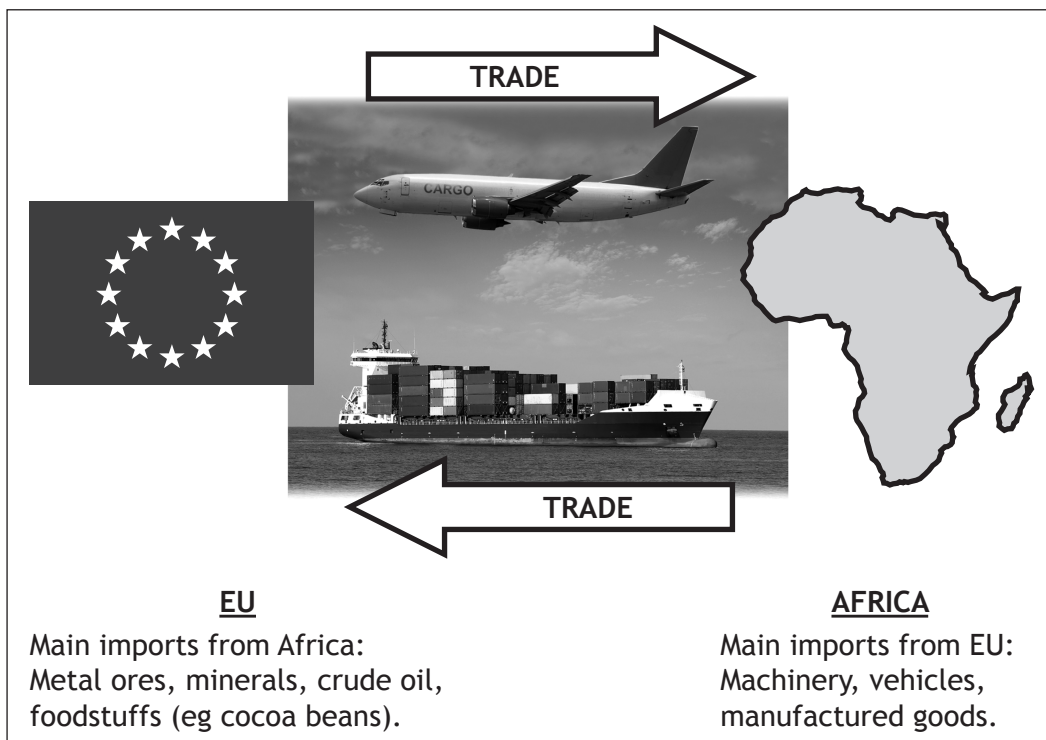 TRADE
CARGO
TRADE
EU
Main imports from Africa:
Metal ores, minerals, crude oil,
foodstuffs (eg cocoa beans).
AFRICA
Main imports from EU:
Machinery, vehicles,
manufactured goods.